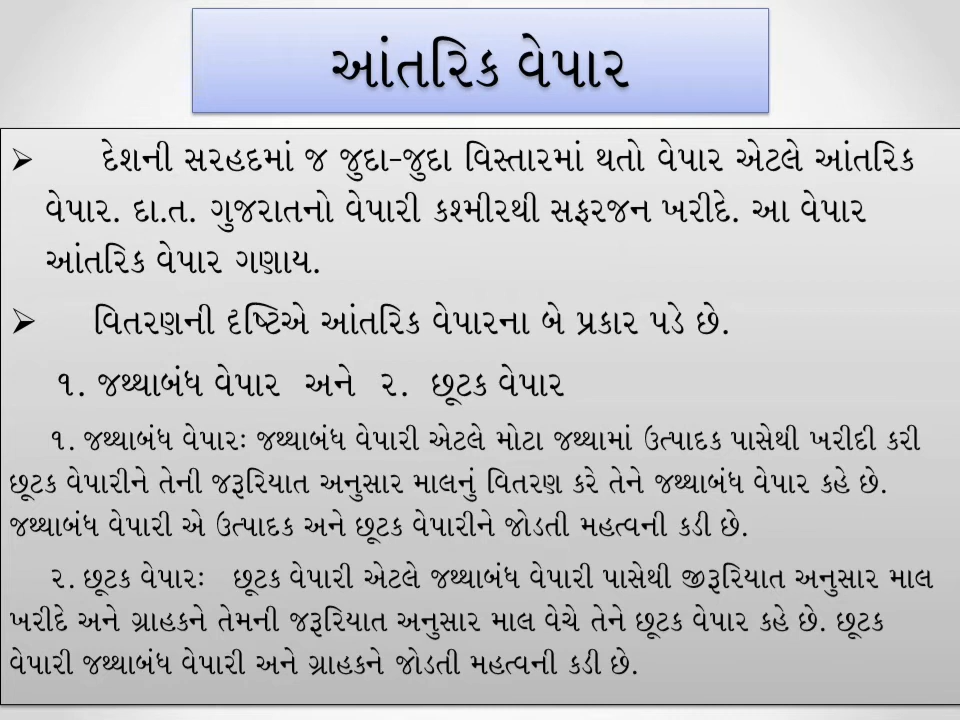 આંતરિક વેપાર
➢ દેશની સરહદમાં જ જુદા-જુદા વિસ્તારમાં થતો વેપાર એટલે આંતરિક
વેપાર. દા.ત. ગુજરાતનો વેપારી કશ્મીરથી સફરજન ખરીદે. આ વેપાર
આંતરિક વેપાર ગણાય.
➢ વિતરણની દ્દષ્ટિએ આંતરિક વેપારના બે પ્રકાર પડે છે.
૧. જથ્થાબંધ વેપાર અને ૨. છૂટક વેપાર
૧. જથ્થાબંધ વેપારઃ જથ્થાબંધ વેપારી એટલે મોટા જથ્થામાં ઉત્પાદક પાસેથી ખરીદી કરી
છૂટક વેપારીને તેની જરૂરિયાત અનુસાર માલનું વિતરણ કરે તેને જથ્થાબંધ વેપાર કહે છે.
જથ્થાબંધ વેપારી એ ઉત્પાદક અને છૂટક વેપારીને જોડતી મહત્વની કડી છે.
૨. છૂટક વેપારઃ છૂટક વેપારી એટલે જથ્થાબંધ વેપારી પાસેથી જીરૂરિયાત અનુસાર માલ
ખરીદે અને ગ્રાહકને તેમની જરૂરિયાત અનુસાર માલ વેચે તેને છૂટક વેપાર કહે છે. છૂટક
વેપારી જથ્થાબંધ વેપારી અને ગ્રાહકને જોડતી મહત્વની કડી છે.